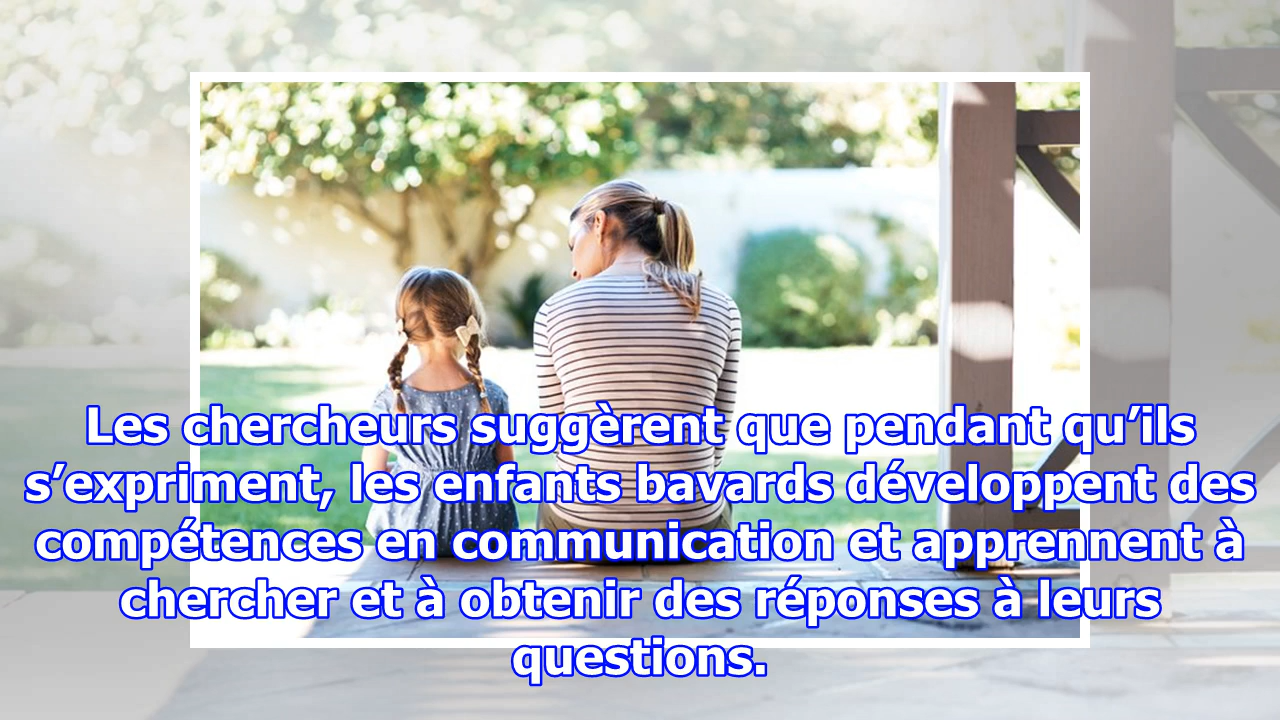 Les chercheurs suggèrent que pendant qu’ils
s’expriment, les enfants bavards développent des
compétences en communication et apprennent à
chercher et à obtenir des réponses à leurs
questions.